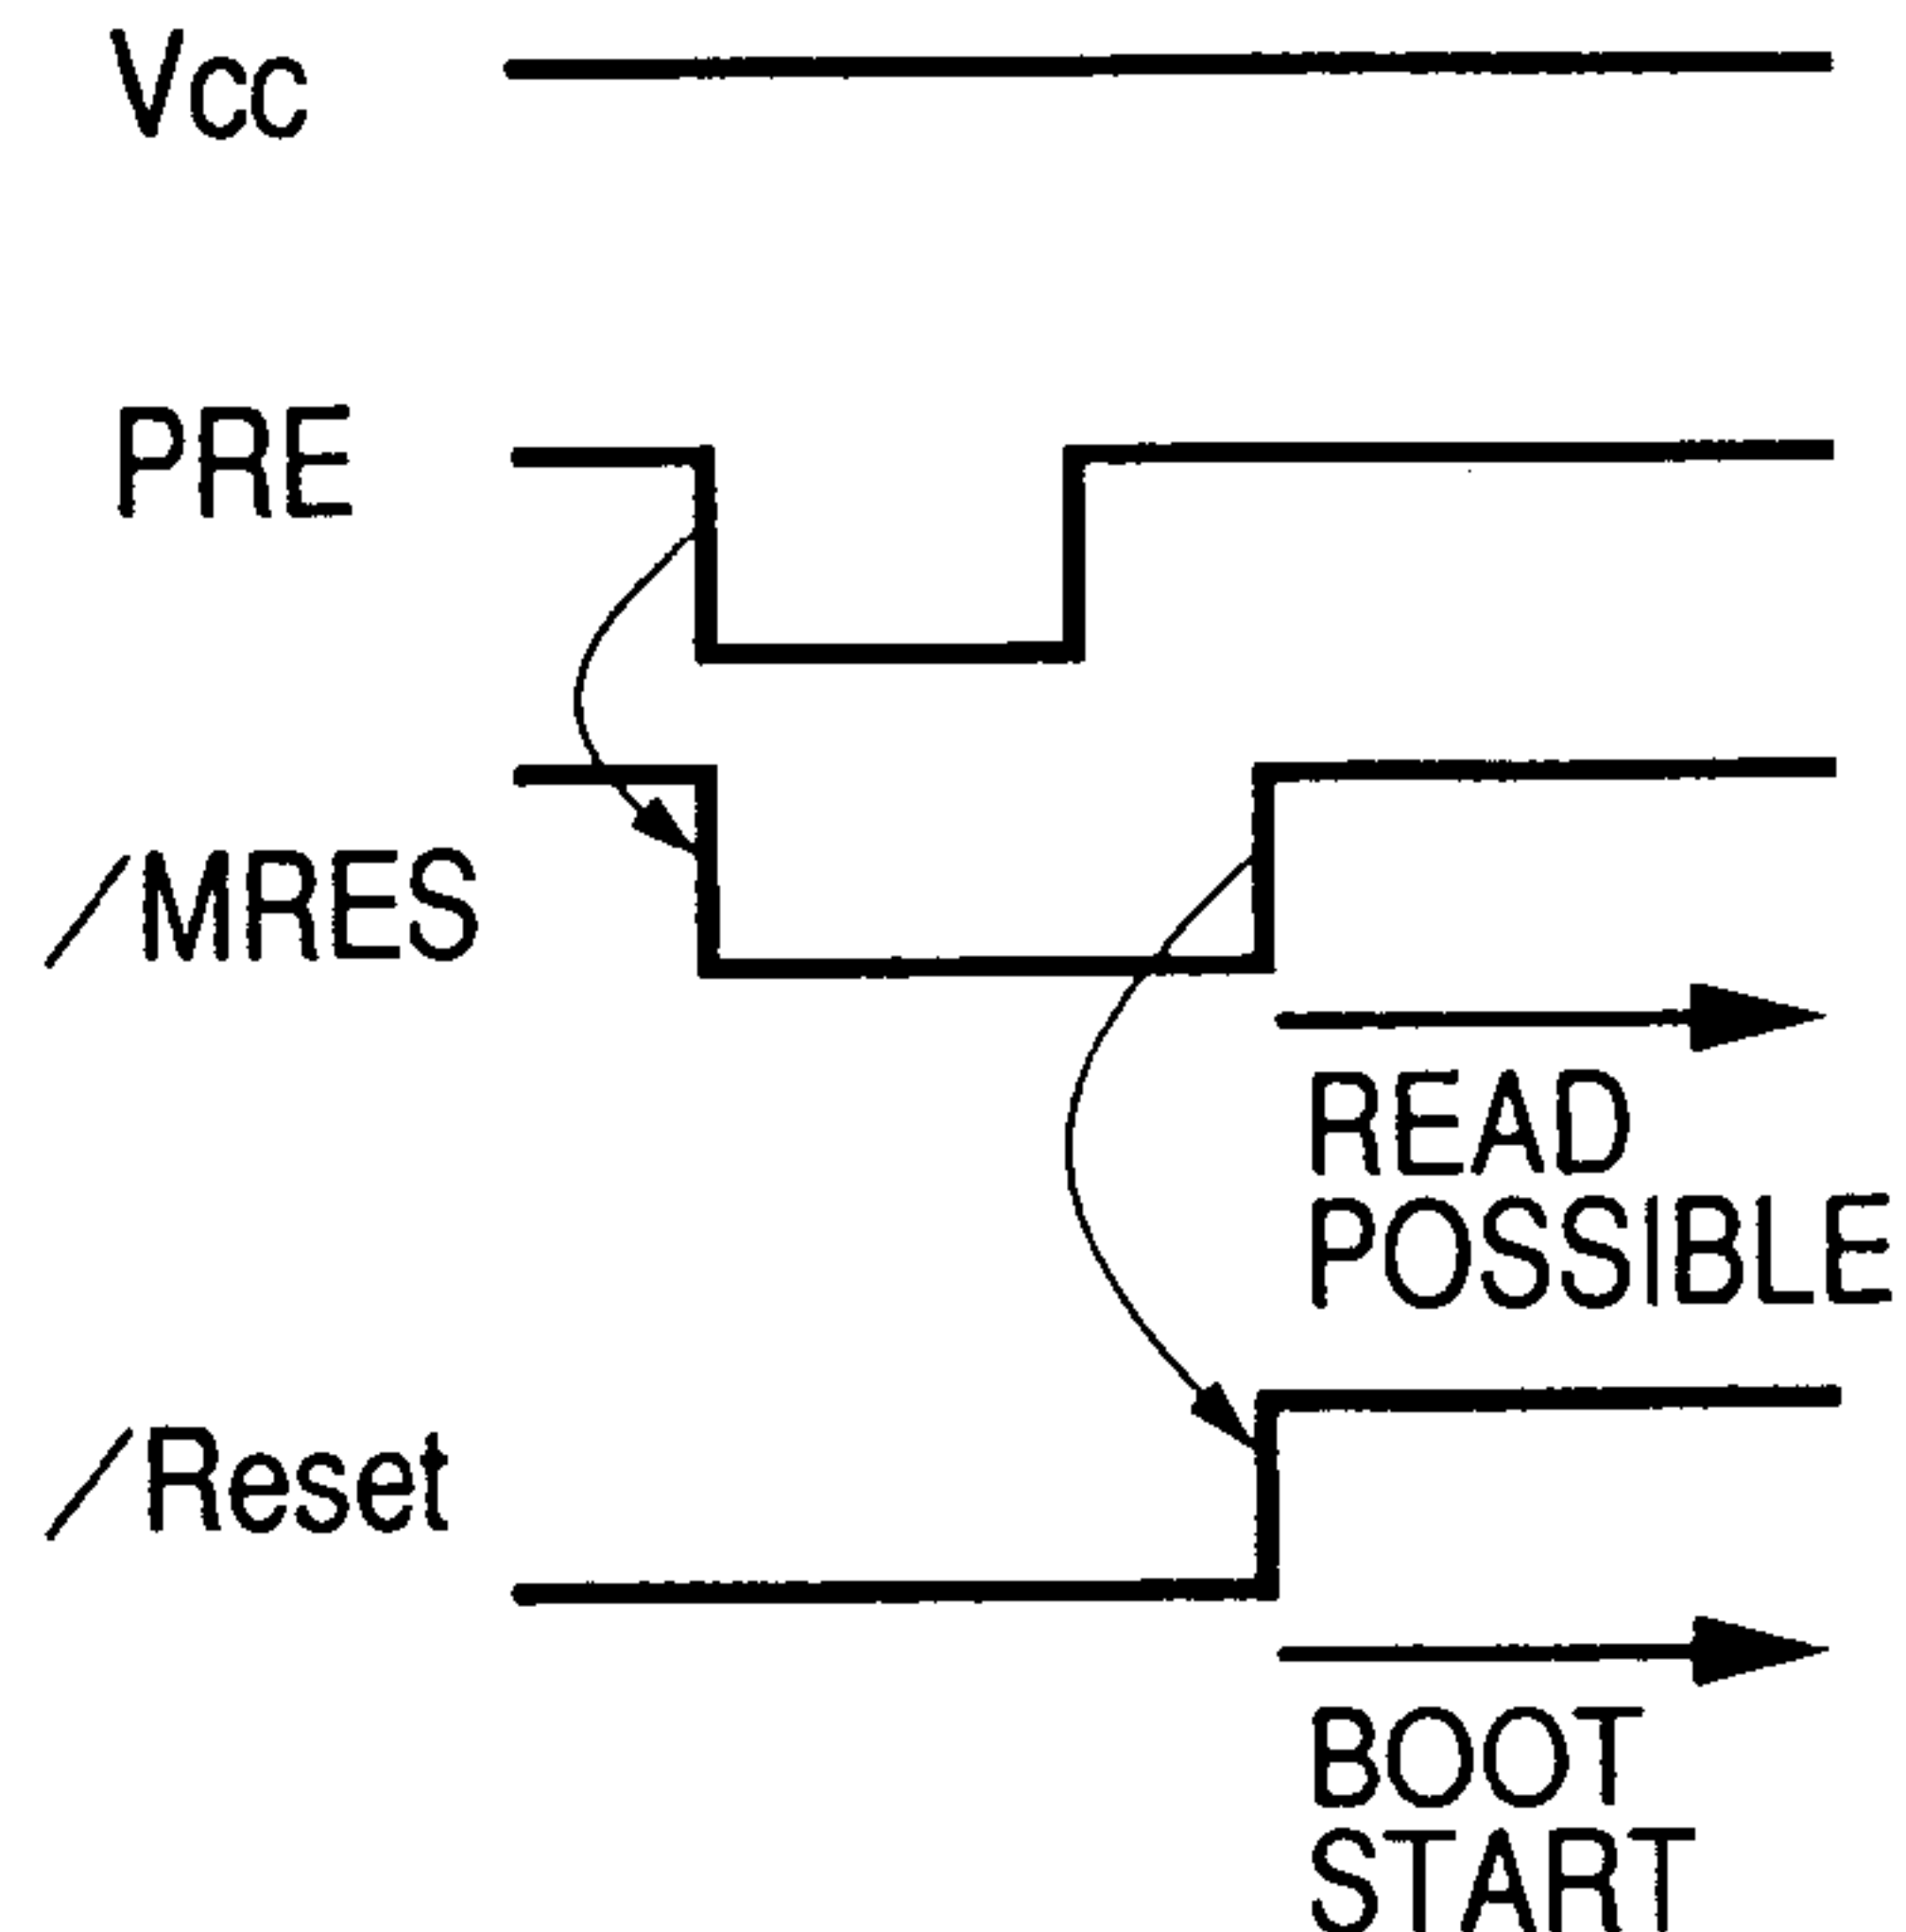 Vcc
PRE
/MRES
READ
POSSIBLE
/Reset
BOOT
START